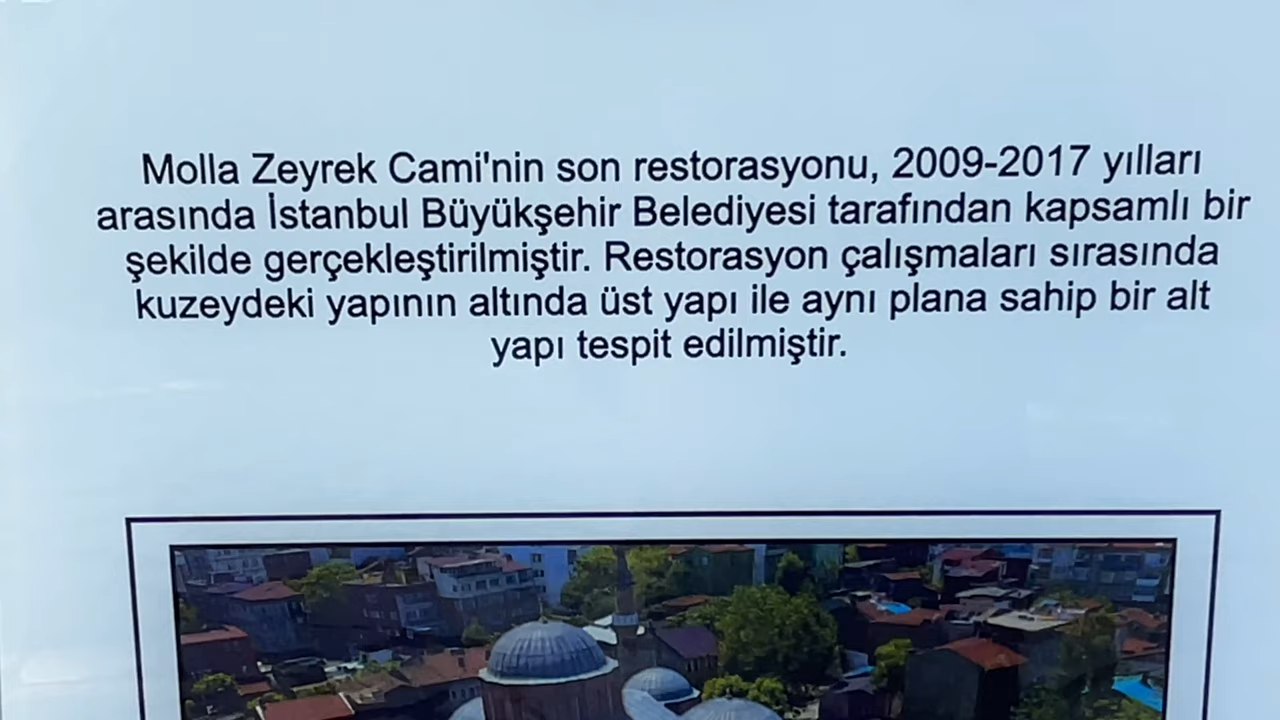 Molla Zeyrek Cami'nin son restorasyonu, 2009-2017 yılları
arasında İstanbul Büyükşehir Belediyesi tarafından kapsamlı bir
şekilde gerçekleştirilmiştir. Restorasyon çalışmaları sırasında
kuzeydeki yapının altında üst yapı ile aynı plana sahip bir alt
yapı tespit edilmiştir.